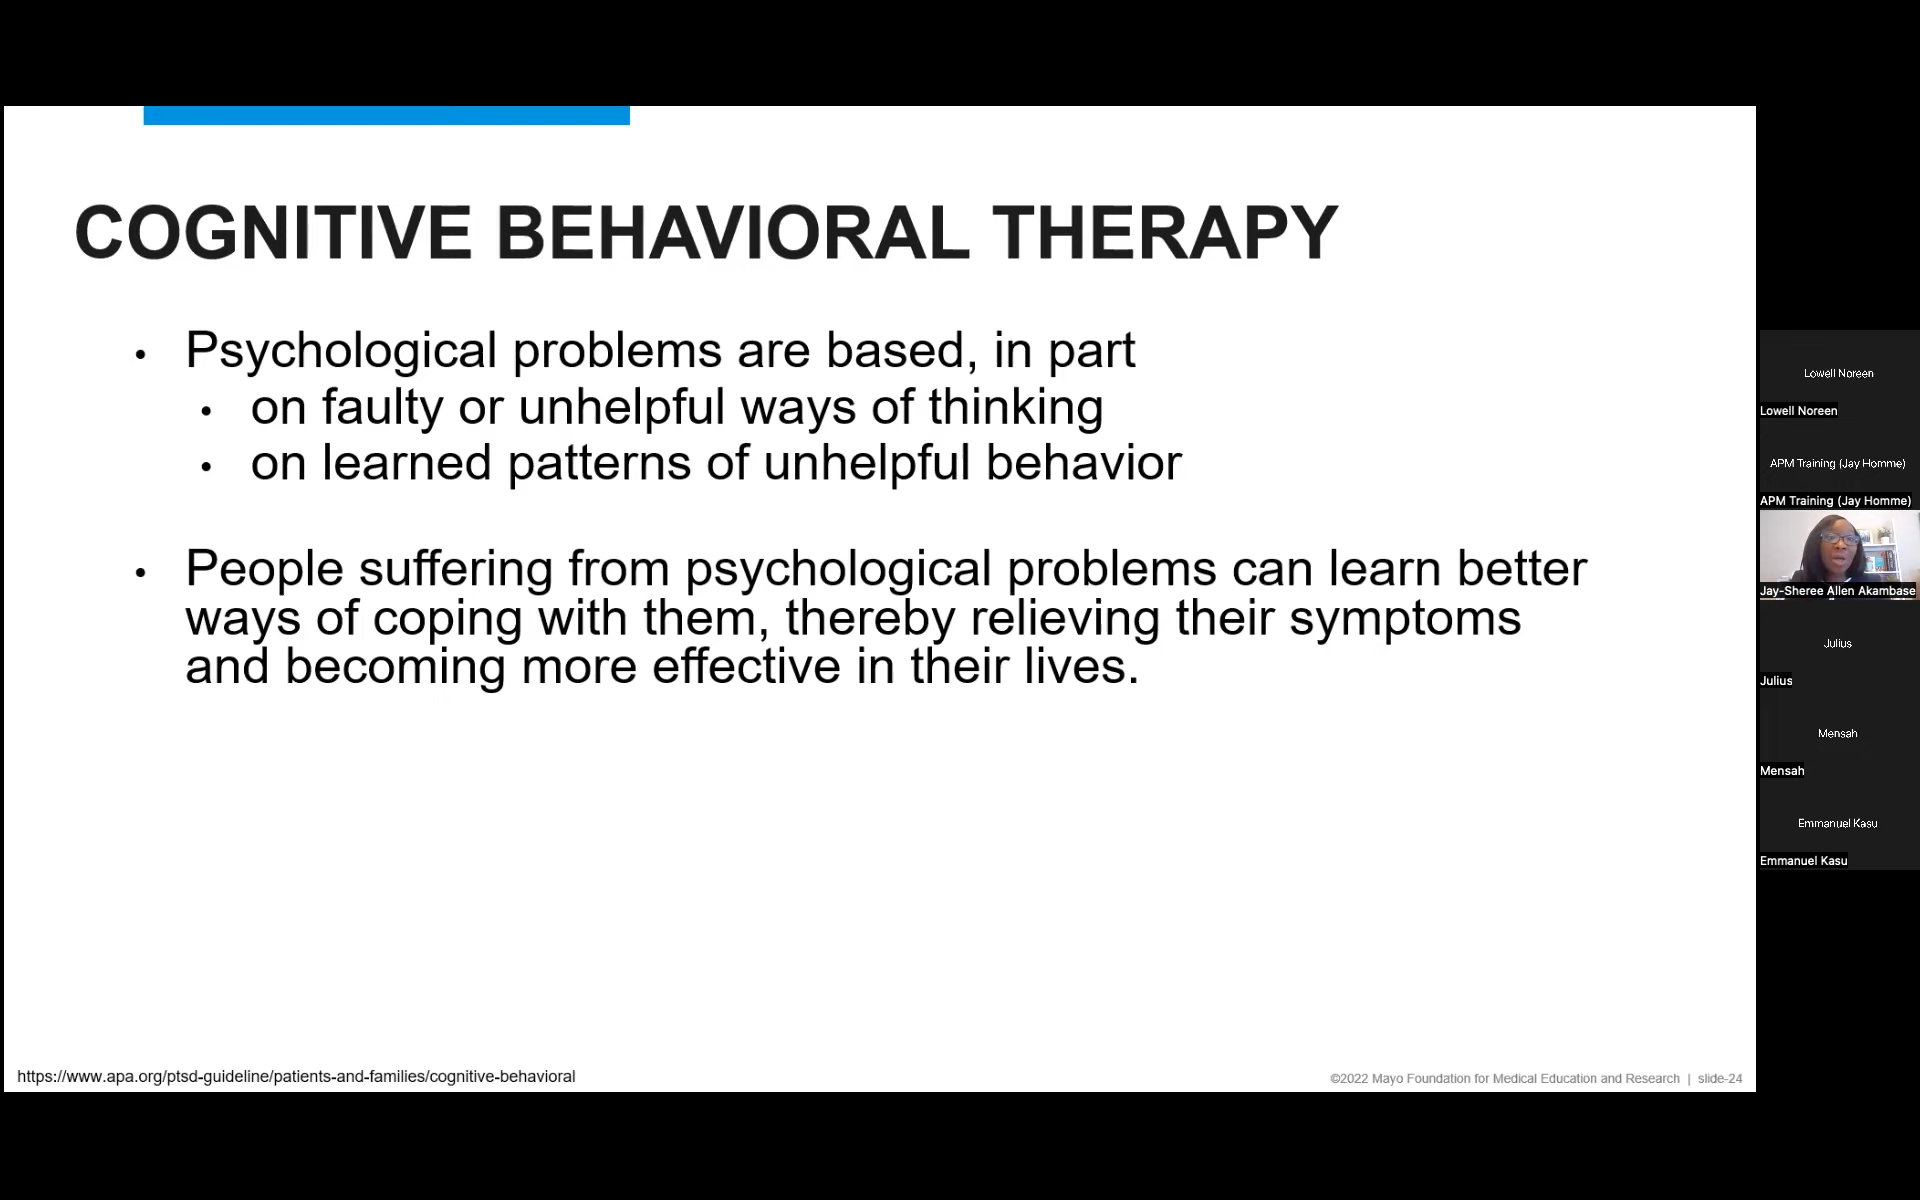 COGNITIVE BEHAVIORAL THERAPY
• Psychological problems are based, in part
• on faulty or unhelpful ways of thinking
• on learned patterns of unhelpful behavior
• People suffering from psychological problems can learn better
ways of coping with them, thereby relieving their symptoms
and becoming more effective in their lives.
https://www.apa.org/ptsd-guideline/patients-and-families/cognitive-behavioral
©2022 Mayo Foundation for Medical Education and Research | slide-24
Lowell Noreen
Lowell Noreen
APM Training (Jay Homme)
APM Training (Jay Homme)
Jay-Sheree Allen Akambase
Julius
Julius
Mensah
Mensah
Emmanuel Kasu
Emmanuel Kasu